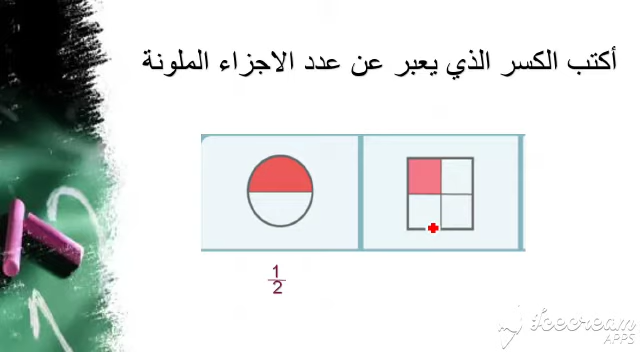 أكتب الكسر الذي يعبر عن عدد الاجزاء الملونة
1/2
Icecream
APPS